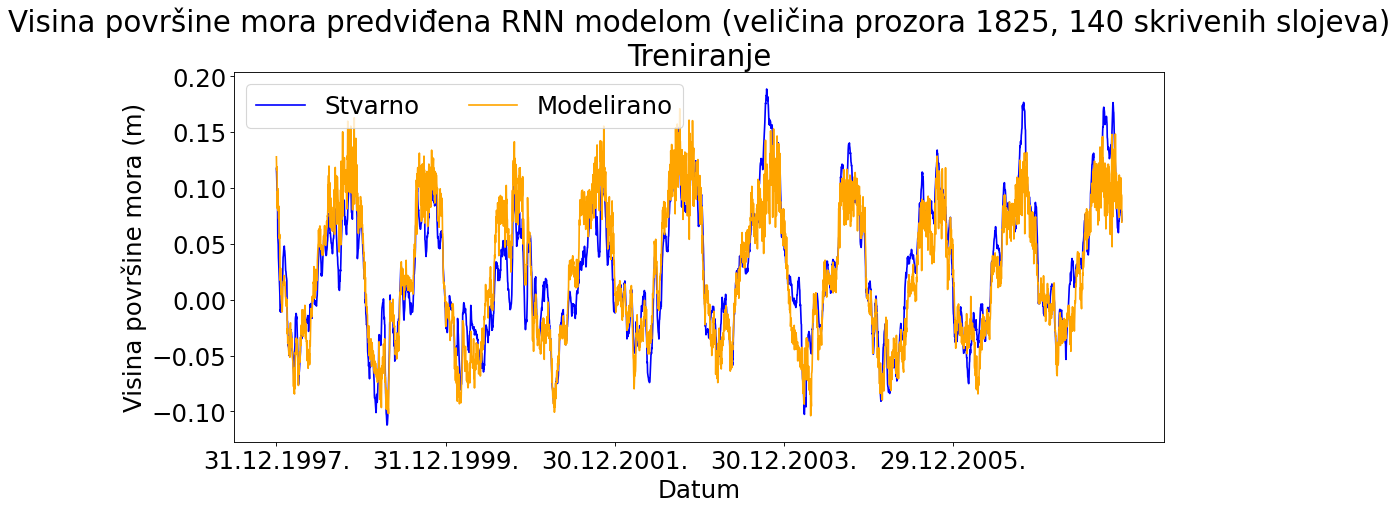 Visina površine mora predviđena RNN modelom (veličina prozora 1825, 140 skrivenih slojeva)
Treniranje
Stvarno Modelirano
Visina površine mora (m)
0.20
0.15
0.10
0.05
0.00
−0.05
−0.10
31.12.1997. 31.12.1999. 30.12.2001. 30.12.2003. 29.12.2005.
Datum